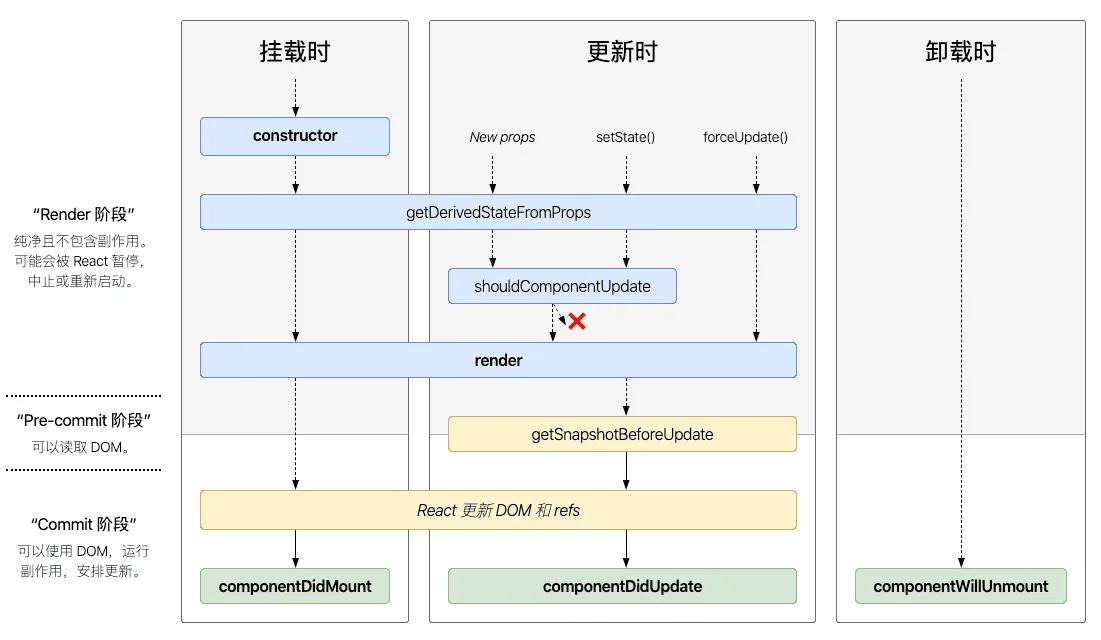 挂载时
更新时
卸载时
constructor
New props
setState()
forceUpdate()
getDerivedStateFromProps
“Render 阶段”
纯净且不包含副作用。
可能会被 React 暂停，
中止或重新启动。
shouldComponentUpdate
render
“Pre-commit 阶段”
可以读取 DOM。
getSnapshotBeforeUpdate
React 更新 DOM 和 refs
“Commit 阶段”
可以使用 DOM，运行
副作用，安排更新。
componentDidMount
componentDidUpdate
componentWillUnmount